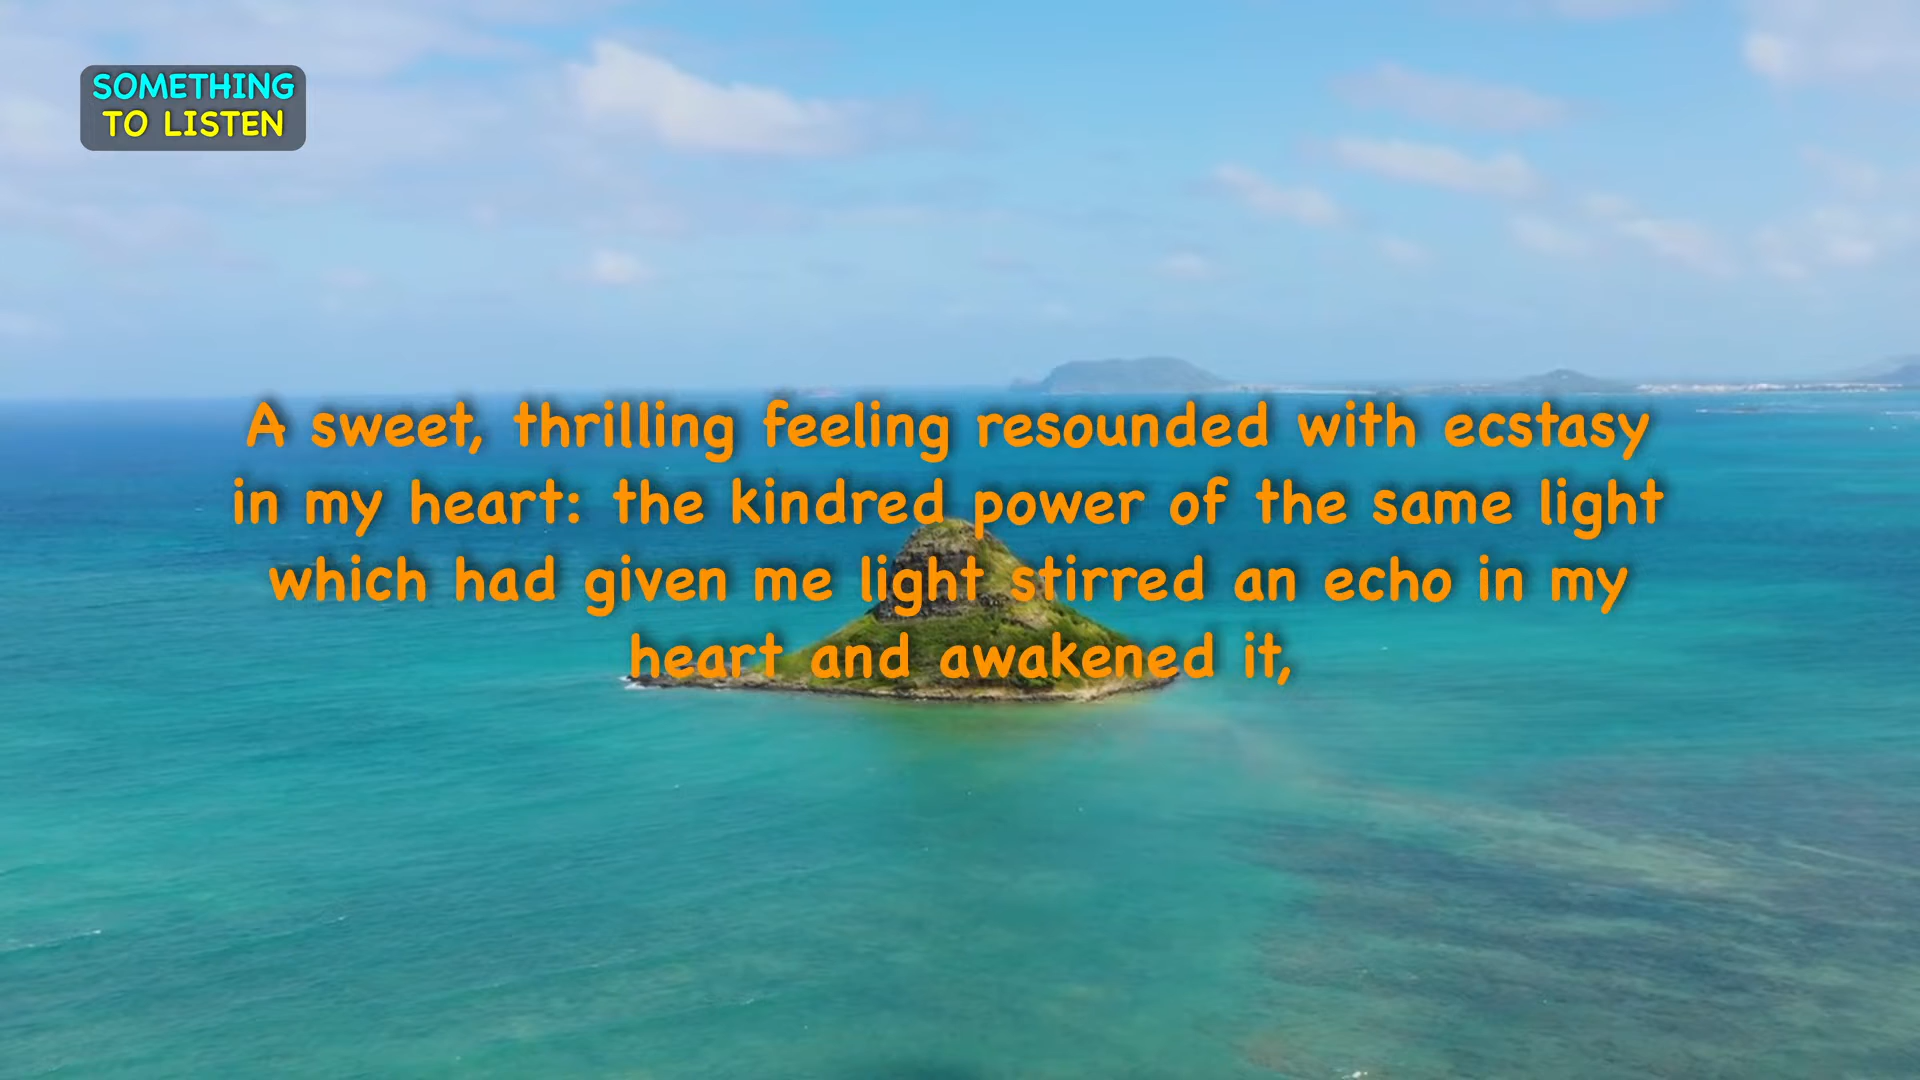 SOMETHING
TO LISTEN
A sweet, thrilling feeling resounded with ecstasy
in my heart: the kindred power of the same light
which had given me light stirred an echo in my
heart and awakened it,